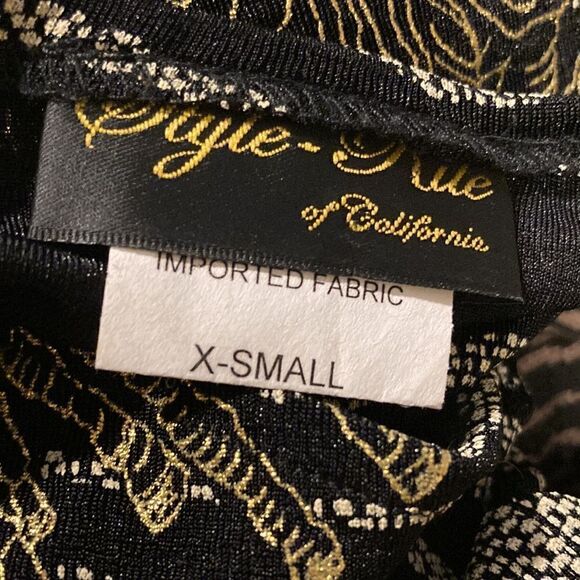 Style-Rite
of California
IMPORTED FABRIC
X-SMALL